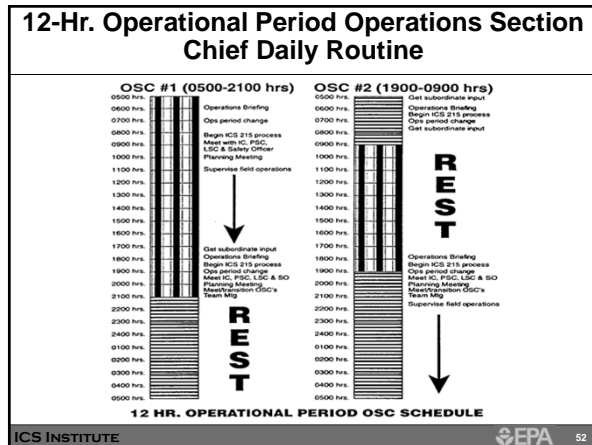 12-Hr. Operational Period Operations Section
Chief Daily Routine
OSC #1 (0500-2100 hrs)
0500 hrs.
0600 hrs.
0700 hrs.
0800 hrs.
0900 hrs.
1000 hrs.
1100 hrs.
1200 hrs.
1300 hrs.
1400 hrs.
1500 hrs.
1600 hrs.
1700 hrs.
1800 hrs.
1900 hrs.
2000 hrs.
2100 hrs.
2200 hrs.
2300 hrs.
2400 hrs.
0100 hrs.
0200 hrs.
0300 hrs.
0400 hrs.
0500 hrs.
Operations Briefing
Ops period change
Begin ICS 215 process
Meet with IC, PSC,
LSC & Safety Officer
Planning Meeting
Supervise field operations
Get subordinate input
Operations Briefing
Begin ICS 215 process
Ops period change
Meet IC, PSC, LSC & SO
Planning Meeting
Meet/transition OSC's
Team Mtg
REST
OSC #2 (1900-0900 hrs)
0500 hrs.
0600 hrs.
0700 hrs.
0800 hrs.
0900 hrs.
1000 hrs.
1100 hrs.
1200 hrs.
1300 hrs.
1400 hrs.
1500 hrs.
1600 hrs.
1700 hrs.
1800 hrs.
1900 hrs.
2000 hrs.
2100 hrs.
2200 hrs.
2300 hrs.
2400 hrs.
0100 hrs.
0200 hrs.
0300 hrs.
0400 hrs.
0500 hrs.
Get subordinate input
Operations Briefing
Begin ICS 215 process
Ops period change
Get subordinate input
REST
Operations Briefing
Begin ICS 215 process
Ops period change
Meet IC, PSC, LSC & SO
Planning Meeting
Meet/transition OSC's
Team Mtg
Supervise field operations
12 HR. OPERATIONAL PERIOD OSC SCHEDULE
ICS INSTITUTE
EPA
52